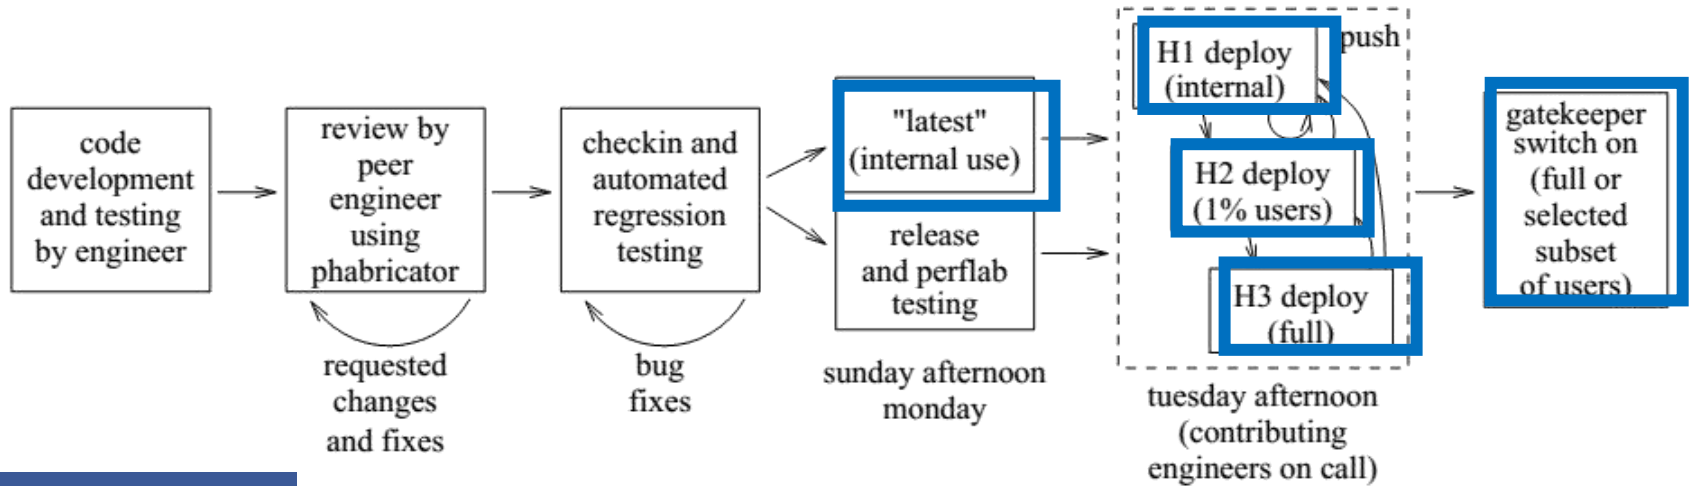 code
development
and testing
by engineer
review by
peer
engineer
using
phabricator
requested
changes
and fixes
checkin and
automated
regression
testing
bug
fixes
"latest"
(internal use)
release
and perflab
testing
sunday afternoon
monday
push
H1 deploy
(internal)
H2 deploy
(1% users)
H3 deploy
(full)
tuesday afternoon
(contributing
engineers on call)
gatekeeper
switch on
(full or
selected
subset
of users)